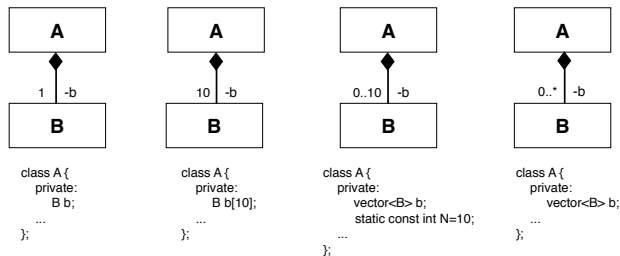 A
A
A
A
1 -b
10 -b
0..10 -b
0..* -b
B
B
B
B
class A {
private:
B b;
...
};
class A {
private:
B b[10];
...
};
class A {
private:
vector<B> b;
static const int N=10;
...
};
class A {
private:
vector<B> b;
...
};